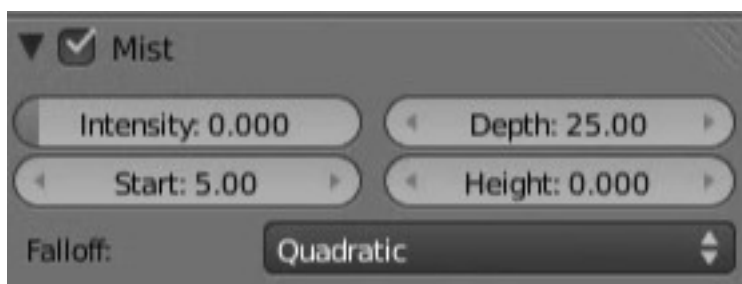 Mist
Intensity: 0.000 Depth: 25.00
Start: 5.00 Height: 0.000
Falloff: Quadratic